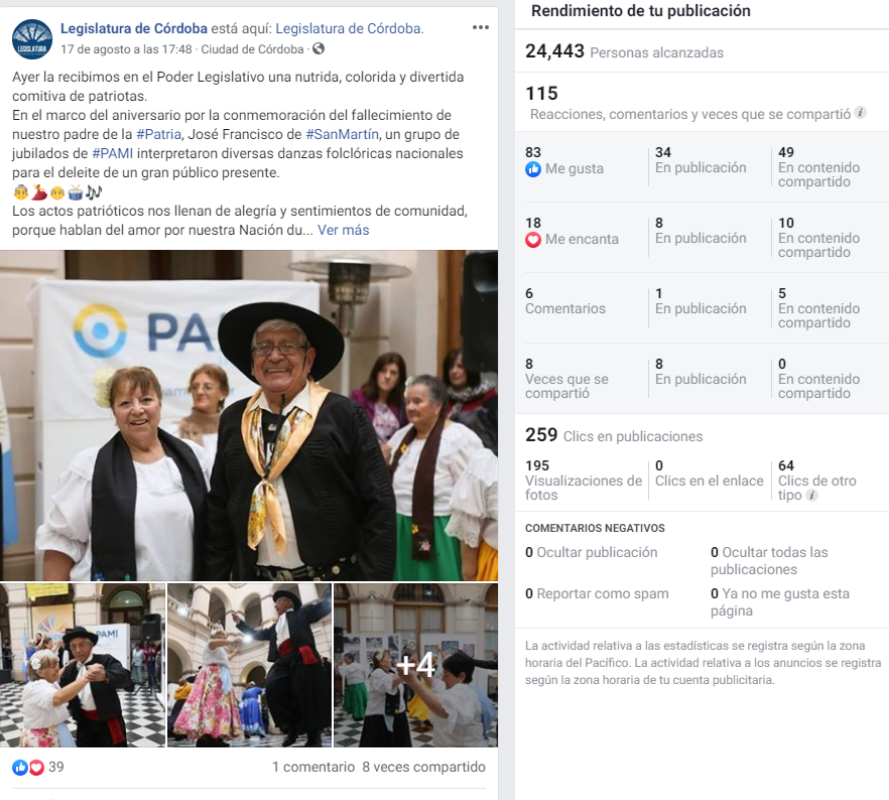 Legislatura de Córdoba está aquí: Legislatura de Córdoba.
17 de agosto a las 17:48 · Ciudad de Córdoba ·
LEGISLATURA
Ayer la recibimos en el Poder Legislativo una nutrida, colorida y divertida
comitiva de patriotas.
En el marco del aniversario por la conmemoración del fallecimiento de
nuestro padre de la #Patria, José Francisco de #SanMartín, un grupo de
jubilados de #PAMI interpretaron diversas danzas folclóricas nacionales
para el deleite de un gran público presente.
👵💃👴🥁🎶
Los actos patrióticos nos llenan de alegría y sentimientos de comunidad,
porque hablan del amor por nuestra Nación du... Ver más
PA
PAMI
+4
39
1 comentario 8 veces compartido
Rendimiento de tu publicación
24,443 Personas alcanzadas
115
Reacciones, comentarios y veces que se compartió
83
Me gusta
34
En publicación
49
En contenido
compartido
18
Me encanta
8
En publicación
10
En contenido
compartido
6
Comentarios
1
En publicación
5
En contenido
compartido
8
Veces que se
compartió
8
En publicación
0
En contenido
compartido
259 Clics en publicaciones
195
Visualizaciones de
fotos
0
Clics en el enlace
64
Clics de otro
tipo
COMENTARIOS NEGATIVOS
0 Ocultar publicación
0 Ocultar todas las
publicaciones
0 Reportar como spam
0 Ya no me gusta esta
página
La actividad relativa a las estadísticas se registra según la zona
horaria del Pacífico. La actividad relativa a los anuncios se registra
según la zona horaria de tu cuenta publicitaria.